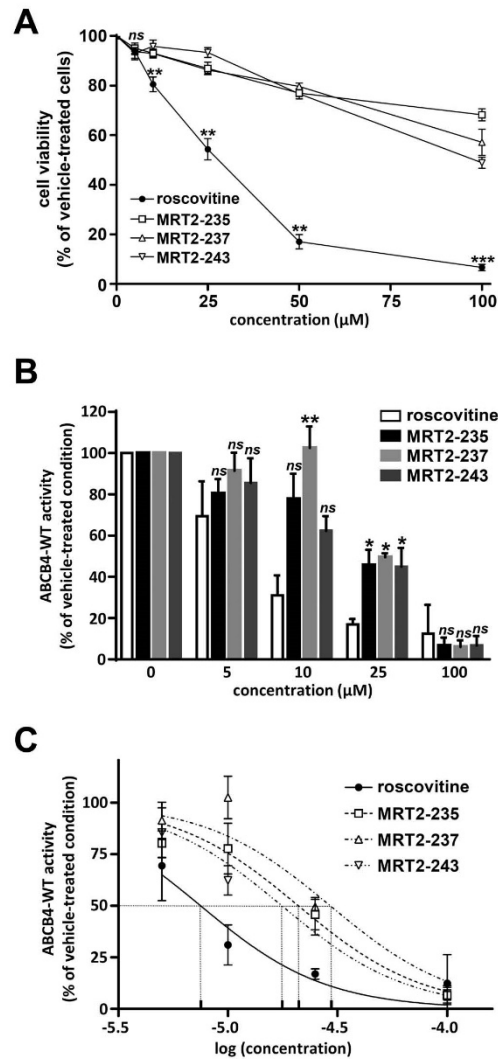 A
cell viability
(% of vehicle-treated cells)
100
80
60
40
20
0
ns
**
**
**
***
roscovitine
MRT2-235
MRT2-237
MRT2-243
0
25
50
75
100
concentration (µM)
B
ABCB4-WT activity
(% of vehicle-treated condition)
120
100
80
60
40
20
0
ns
ns
ns
ns
**
ns
*
*
*
ns
ns
ns
roscovitine
MRT2-235
MRT2-237
MRT2-243
0
5
10
25
100
concentration (µM)
C
ABCB4-WT activity
(% of vehicle-treated condition)
100
75
50
25
0
roscovitine
MRT2-235
MRT2-237
MRT2-243
-5.5
-5.0
-4.5
-4.0
log (concentration)